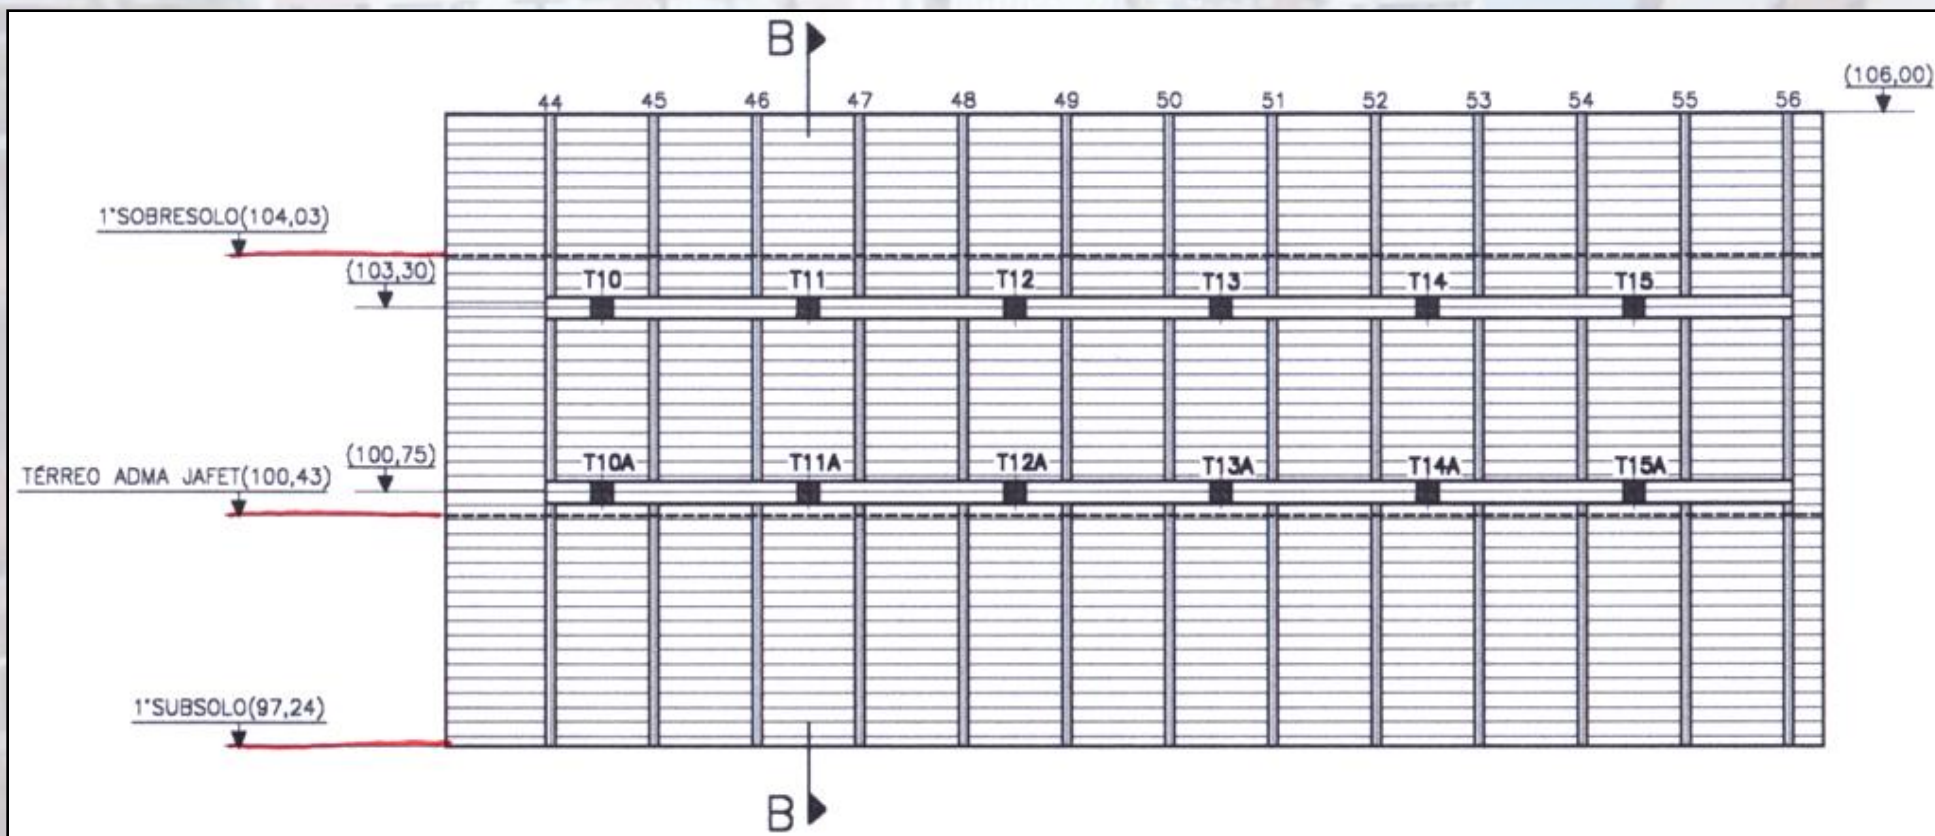 B
(106,00)
44 45 46 47 48 49 50 51 52 53 54 55 56
1°SOBRESOLO(104,03)
(103,30)
T10 T11 T12 T13 T14 T15
(100,75)
TÉRREO ADMA JAFET(100,43)
T10A T11A T12A T13A T14A T15A
1°SUBSOLO(97,24)
B